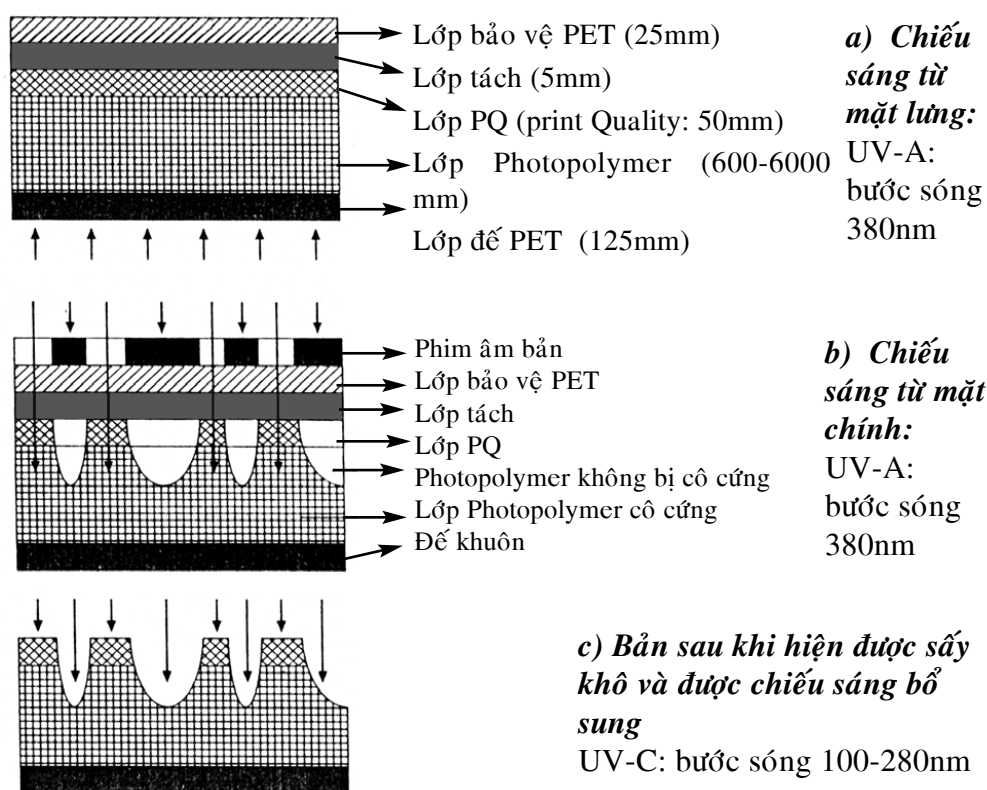 Lớp bảo vệ PET (25mm)
Lớp tách (5mm)
Lớp PQ (print Quality: 50mm)
Lớp Photopolymer (600-6000
mm)
Lớp đế PET (125mm)
a) Chiếu
sáng từ
mặt lưng:
UV-A:
bước sóng
380nm
Phim âm bản
Lớp bảo vệ PET
Lớp tách
Lớp PQ
Photopolymer không bị cô cứng
Lớp Photopolymer cô cứng
Đế khuôn
b) Chiếu
sáng từ mặt
chính:
UV-A:
bước sóng
380nm
c) Bản sau khi hiện được sấy
khô và được chiếu sáng bổ
sung
UV-C: bước sóng 100-280nm